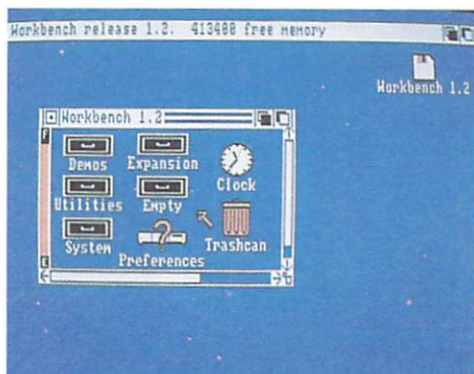 Workbench release 1.2. 413408 free memory
Workbench 1.2
Workbench 1.2
F
Demos Expansion
Clock
Utilities Empty
System
Trashcan
Preferences
E